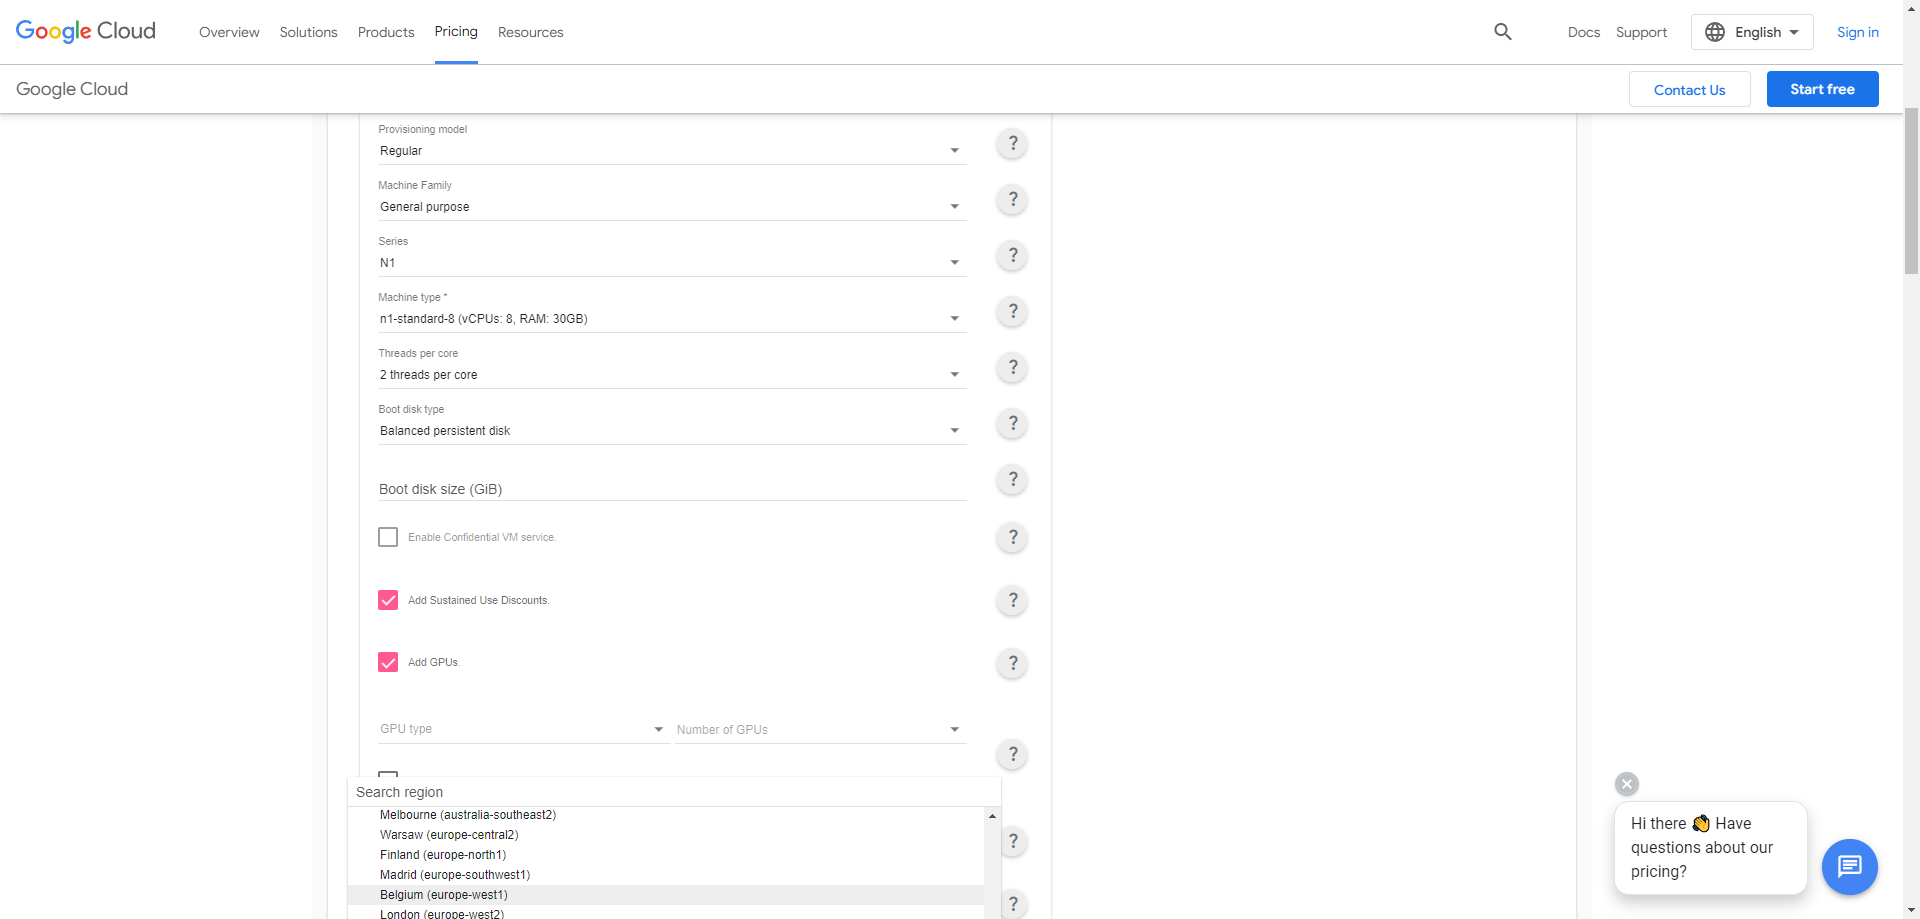 Google Cloud
Overview
Solutions
Products
Pricing
Resources
Docs
Support
English
Sign in
Google Cloud
Contact Us
Start free
Provisioning model
Regular
?
Machine Family
General purpose
?
Series
N1
?
Machine type *
n1-standard-8 (vCPUs: 8, RAM: 30GB)
?
Threads per core
2 threads per core
?
Boot disk type
Balanced persistent disk
?
Boot disk size (GiB)
?
Enable Confidential VM service.
?
Add Sustained Use Discounts.
?
Add GPUs.
?
GPU type
Number of GPUs
?
Search region
Melbourne (australia-southeast2)
Warsaw (europe-central2)
Finland (europe-north1)
Madrid (europe-southwest1)
Belgium (europe-west1)
London (europe-west2)
?
?
Hi there 👋 Have
questions about our
pricing?